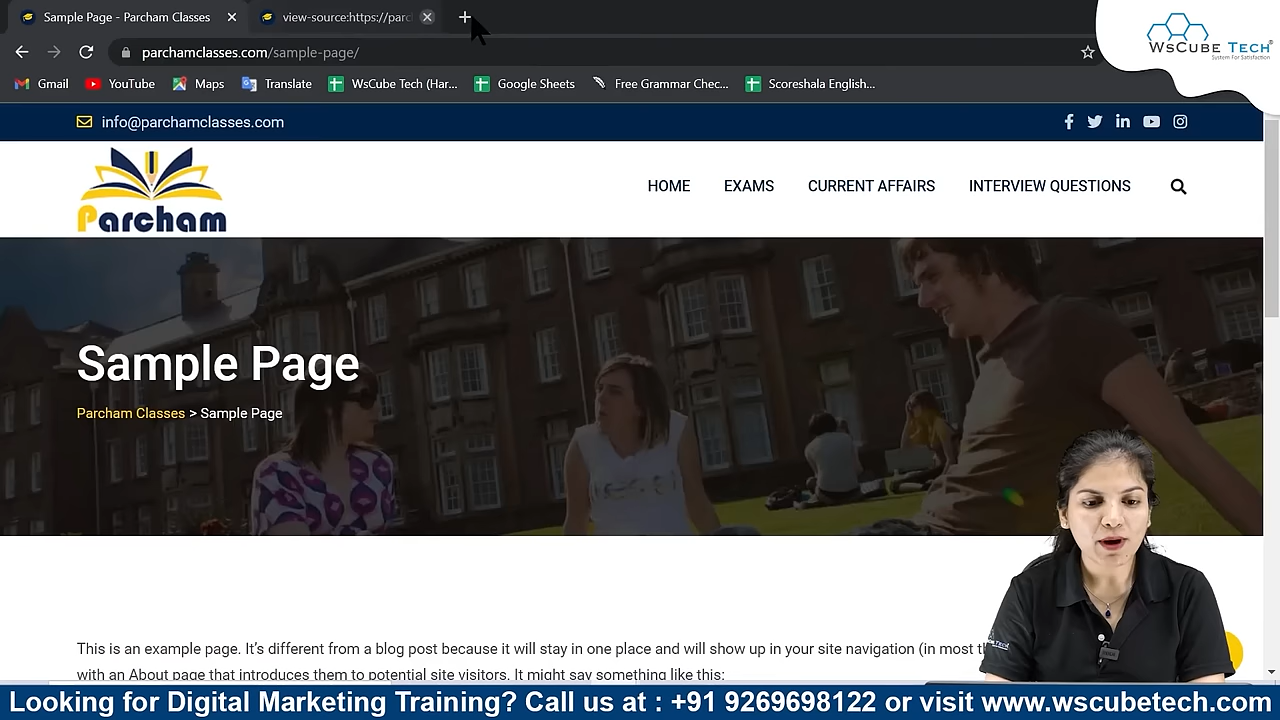 Sample Page - Parcham Classes
view-source:https://parc
parchamclasses.com/sample-page/
WsCube Tech®
System For Satisfaction
Gmail YouTube Maps Translate WsCube Tech (Har... Google Sheets Free Grammar Chec... Scoreshala English...
info@parchamclasses.com
Parcham
HOME EXAMS CURRENT AFFAIRS INTERVIEW QUESTIONS
Sample Page
Parcham Classes > Sample Page
This is an example page. It’s different from a blog post because it will stay in one place and will show up in your site navigation (in most
with an About page that introduces them to potential site visitors. It might say something like this:
Looking for Digital Marketing Training? Call us at : +91 9269698122 or visit www.wscubetech.com